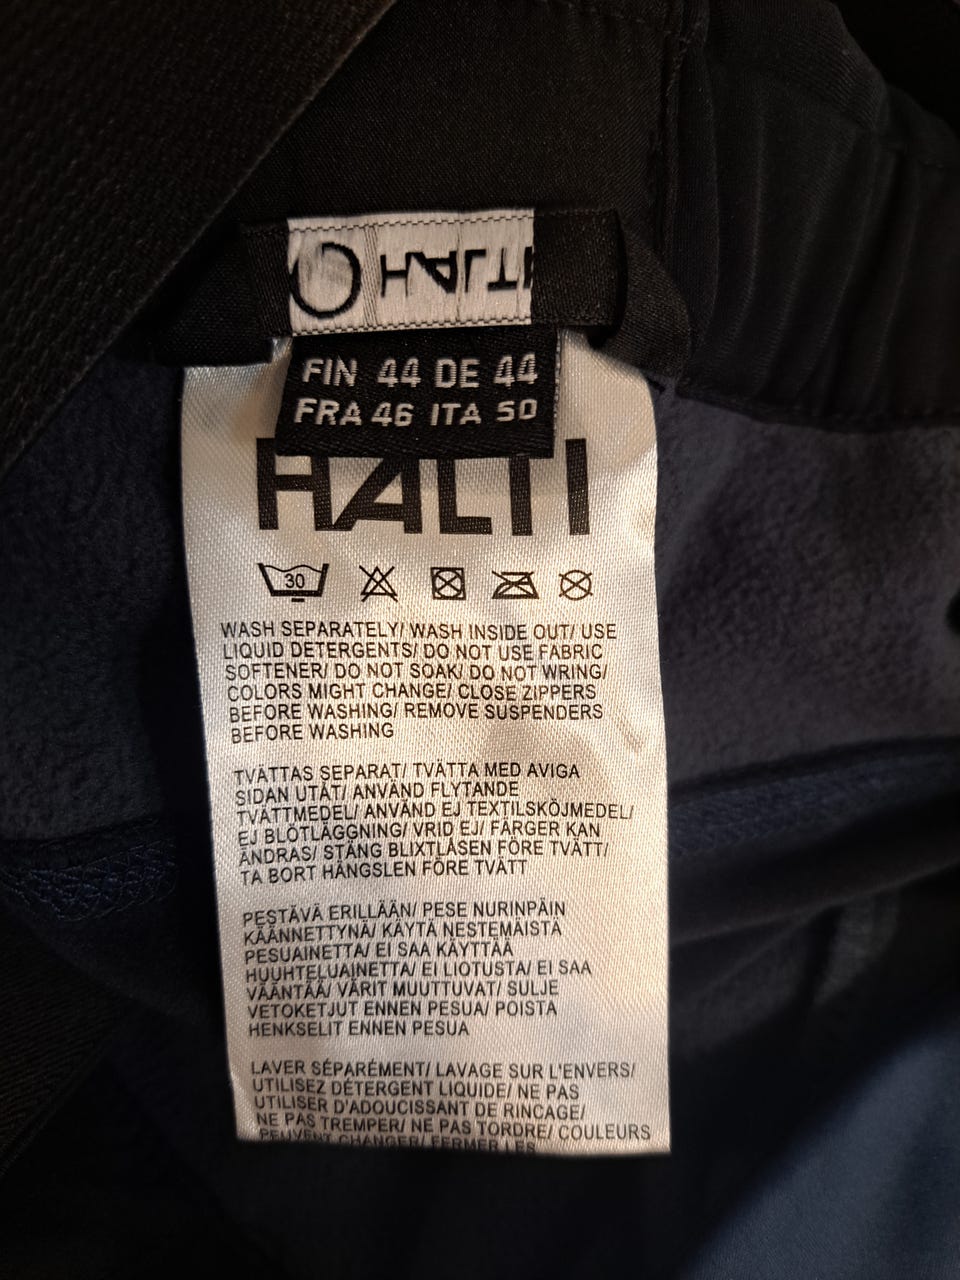 HALTI
FIN 44 DE 44
FRA 46 ITA 50
HALTI
30
WASH SEPARATELY/ WASH INSIDE OUT/ USE
LIQUID DETERGENTS/ DO NOT USE FABRIC
SOFTENER/ DO NOT SOAK/ DO NOT WRING/
COLORS MIGHT CHANGE/ CLOSE ZIPPERS
BEFORE WASHING/ REMOVE SUSPENDERS
BEFORE WASHING
TVÄTTAS SEPARAT/ TVÄTTA MED AVIGA
SIDAN UTÅT/ ANVÄND FLYTANDE
TVÄTTMEDEL/ ANVÄND EJ TEXTILSKÖJMEDEL/
EJ BLÖTLÄGGNING/ VRID EJ/ FÄRGER KAN
ÄNDRAS/ STÄNG BLIXTLÅSEN FÖRE TVÄTT/
TA BORT HÄNGSLEN FÖRE TVÄTT
PESTÄVÄ ERILLÄÄN/ PESE NURINPÄIN
KÄÄNNETTYNÄ/ KÄYTÄ NESTEMÄISTÄ
PESUAINETTA/ EI SAA KÄYTTÄÄ
HUUHTELUAINETTA/ EI LIOTUSTA/ EI SAA
VÄÄNTÄÄ/ VÄRIT MUUTTUVAT/ SULJE
VETOKETJUT ENNEN PESUA/ POISTA
HENKSELIT ENNEN PESUA
LAVER SÉPARÉMENT/ LAVAGE SUR L'ENVERS/
UTILISEZ DÉTERGENT LIQUIDE/ NE PAS
UTILISER D'ADOUCISSANT DE RINCAGE/
NE PAS TREMPER/ NE PAS TORDRE/ COULEURS
PEUVENT CHANGER/ FERMER LES